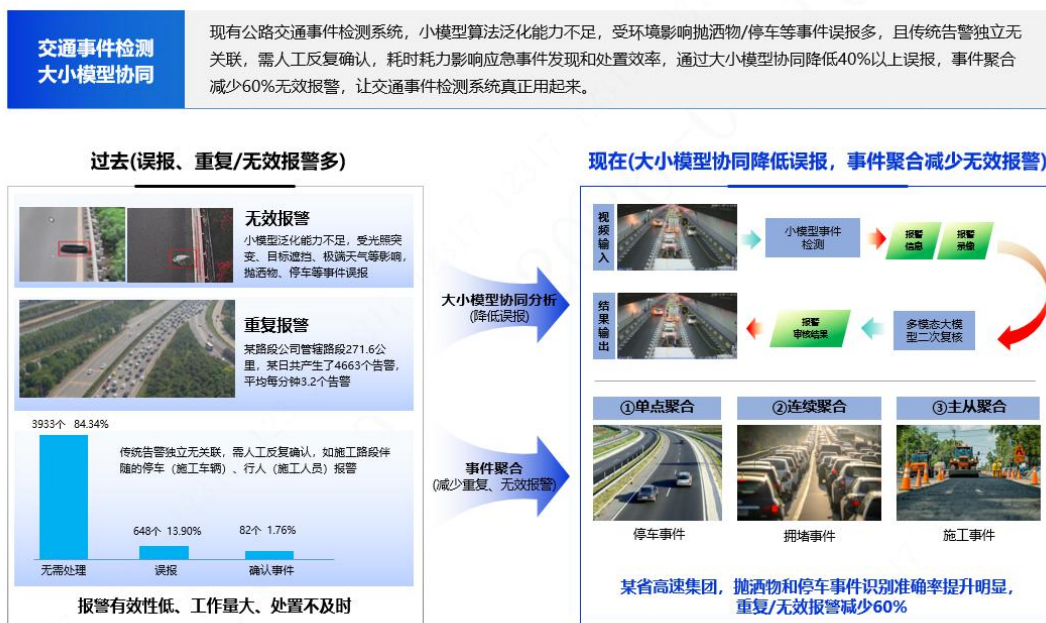 交通事件检测
大小模型协同
现有公路交通事件检测系统，小模型算法泛化能力不足，受环境影响抛洒物/停车等事件误报多，且传统告警独立无
关联，需人工反复确认，耗时耗力影响应急事件发现和处置效率，通过大小模型协同降低40%以上误报，事件聚合
减少60%无效报警，让交通事件检测系统真正用起来。
过去(误报、重复/无效报警多)
无效报警
小模型泛化能力不足，受光照突
变、目标遮挡、极端天气等影响，
抛洒物、停车等事件误报
重复报警
某路段公司管辖路段271.6公
里，某日共产生了4663个告警，
平均每分钟3.2个告警
3933个 84.34%
传统告警独立无关联，需人工反复确认，如施工路段伴
随的停车（施工车辆）、行人（施工人员）报警
648个 13.90%
82个 1.76%
无需处理
误报
确认事件
报警有效性低、工作量大、处置不及时
大小模型协同分析
(降低误报)
事件聚合
(减少重复、无效报警)
现在(大小模型协同降低误报，事件聚合减少无效报警)
视频输入
小模型事件
检测
报警
信息
报警
录像
结果输出
报警
审核结果
多模态大模
型二次复核
①单点聚合
②连续聚合
③主从聚合
停车事件
拥堵事件
施工事件
某省高速集团，抛洒物和停车事件识别准确率提升明显，
重复/无效报警减少60%